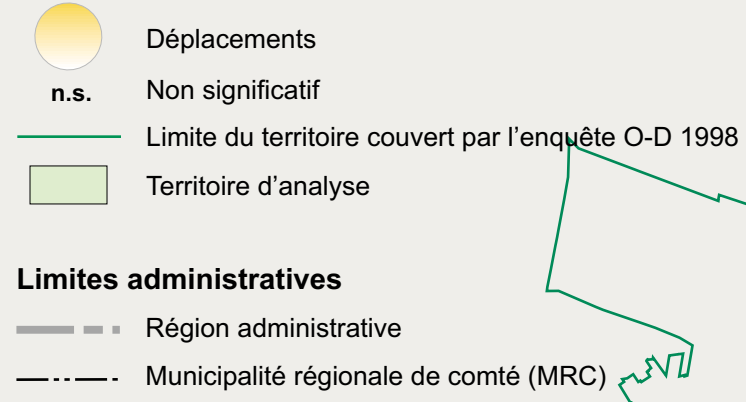 Déplacements
n.s. Non significatif
Limite du territoire couvert par l’enquête O-D 1998
Territoire d’analyse
Limites administratives
Région administrative
Municipalité régionale de comté (MRC)